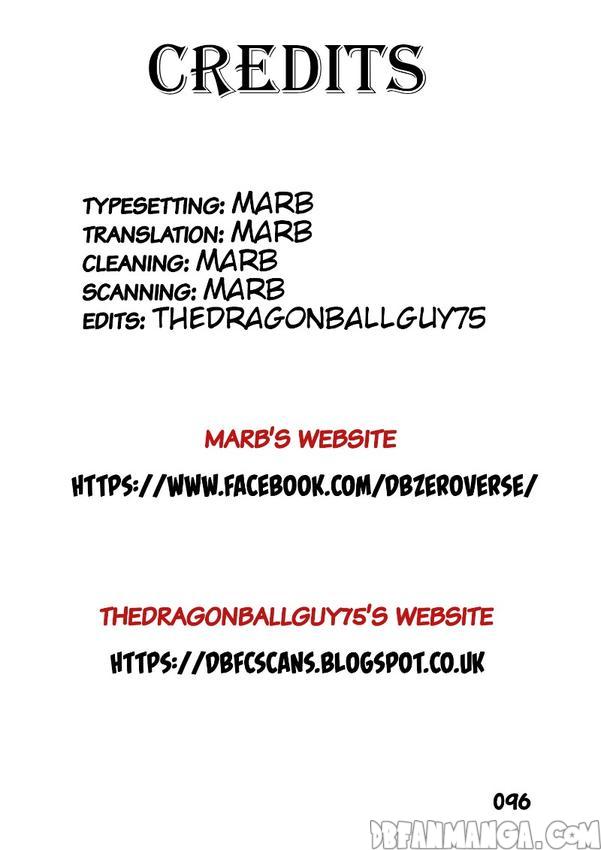 CREDITS
TYPESETTING: MARB
TRANSLATION: MARB
CLEANING: MARB
SCANNING: MARB
EDITS: THEDRAGONBALLGUY75
MARB'S WEBSITE
HTTPS://WWW.FACEBOOK.COM/DBZEROVERSE/
THEDRAGONBALLGUY75'S WEBSITE
HTTPS://DBFCSCANS.BLOGSPOT.CO.UK
096
DBFANMANGA.COM